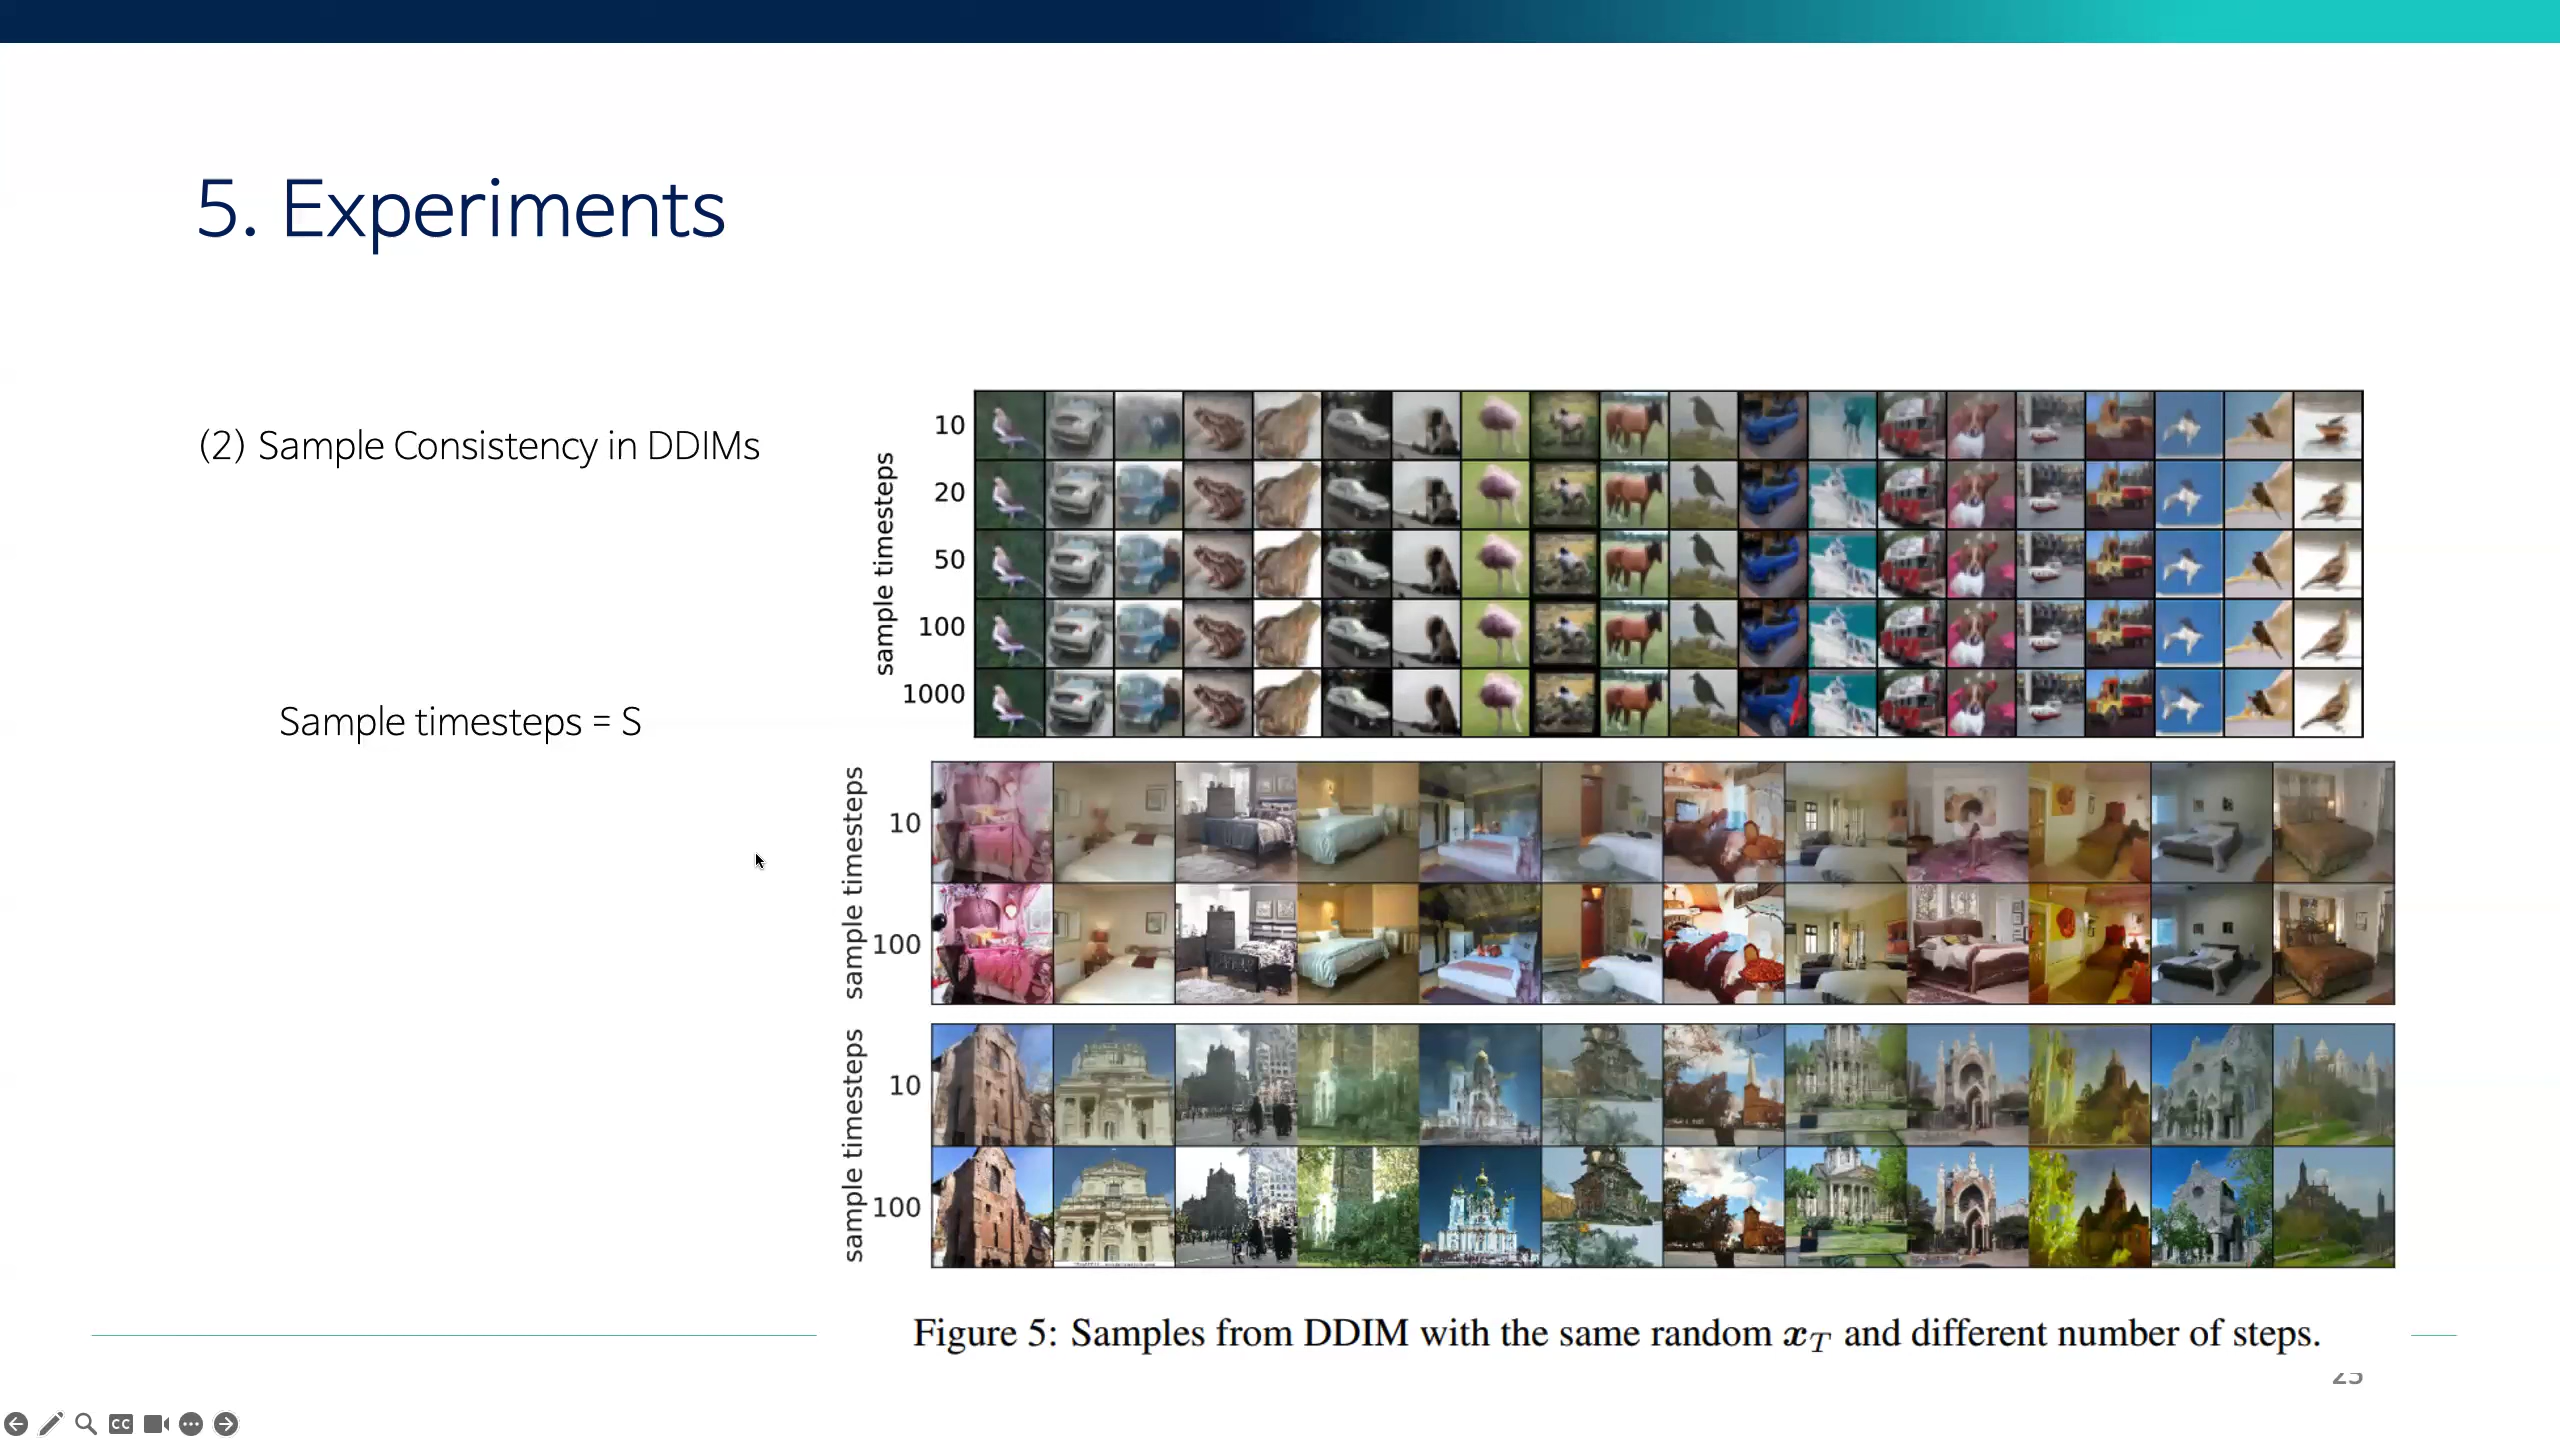 5. Experiments
(2) Sample Consistency in DDIMs
Sample timesteps = S
sample timesteps
10
20
50
100
1000
sample timesteps
10
100
sample timesteps
10
100
Figure 5: Samples from DDIM with the same random x_T and different number of steps.
25
CC